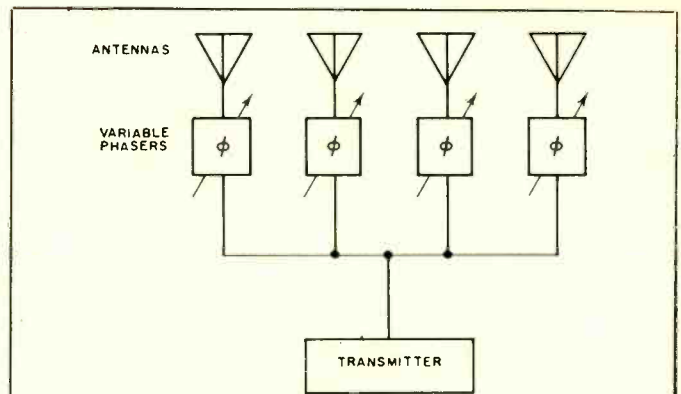 ANTENNAS
VARIABLE
PHASERS
φ φ φ φ
TRANSMITTER